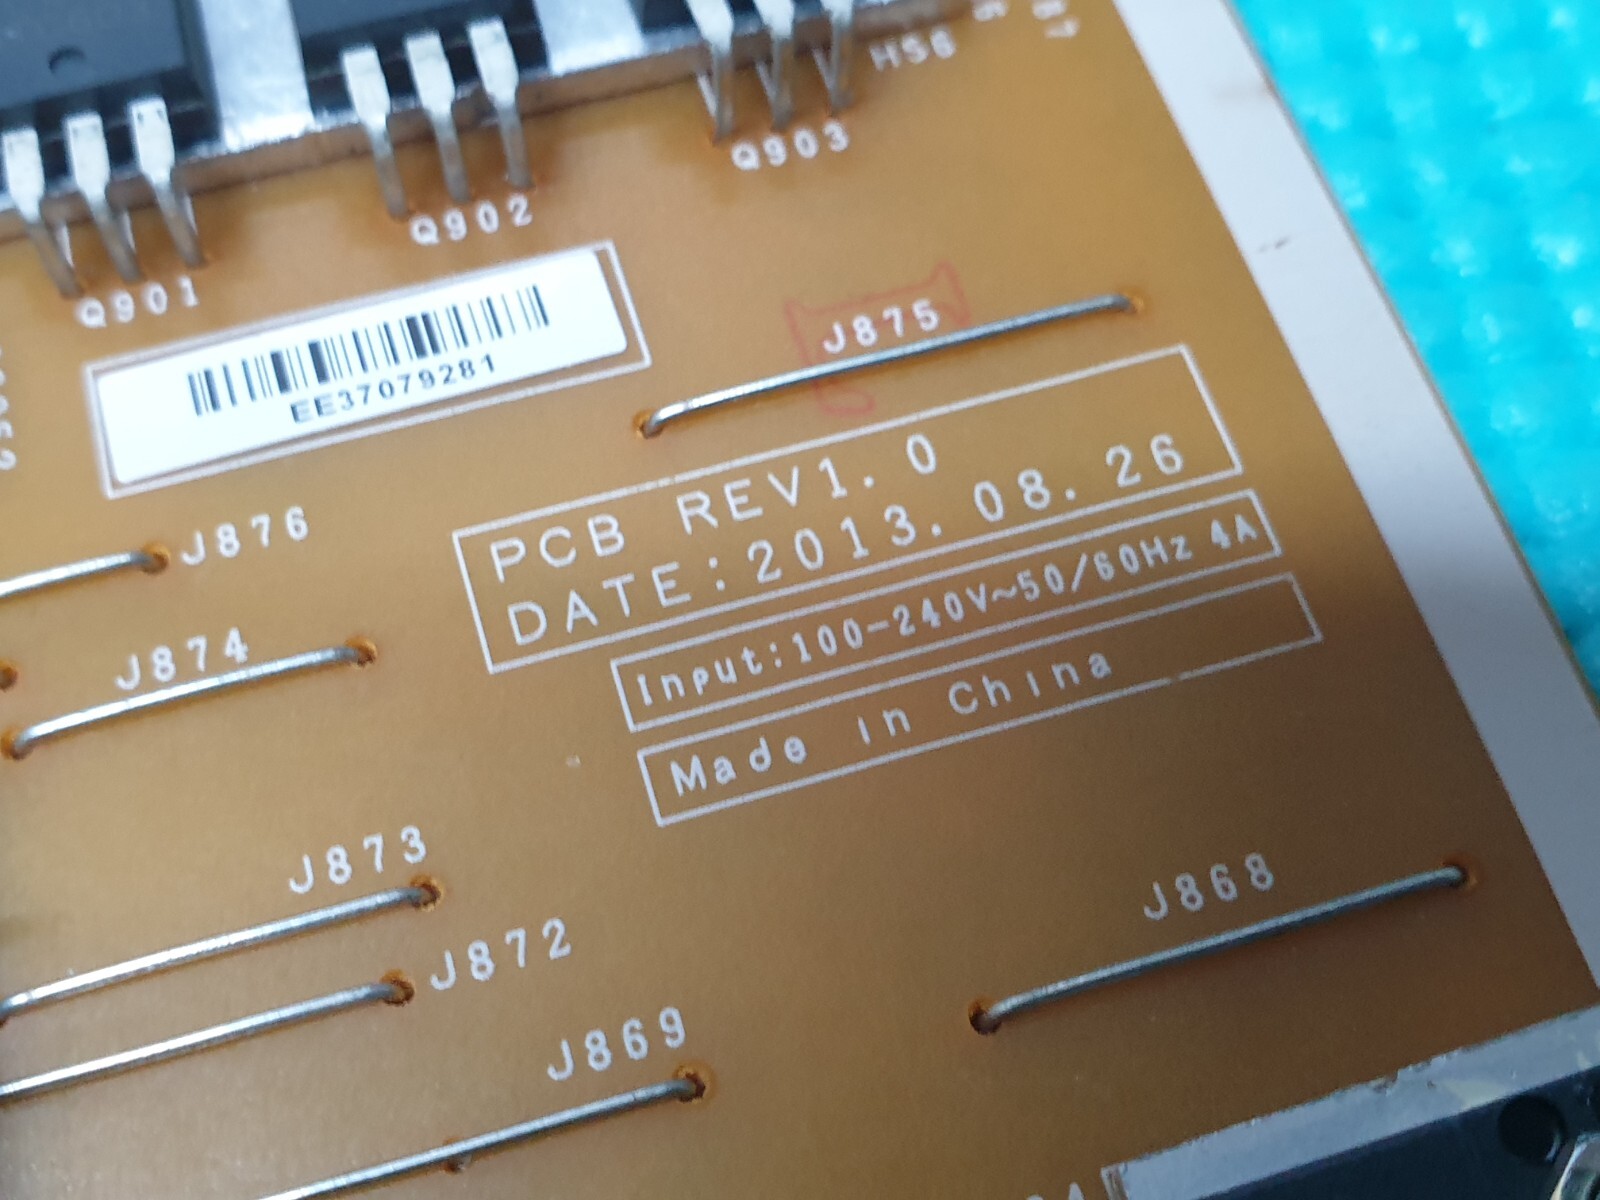 HS6
Q903
Q902
Q901
EE37079281
J875
PCB REV1.0
DATE:2013.08.26
Input:100-240V~50/60Hz 4A
Made in China
J876
J874
J873
J872
J869
J868